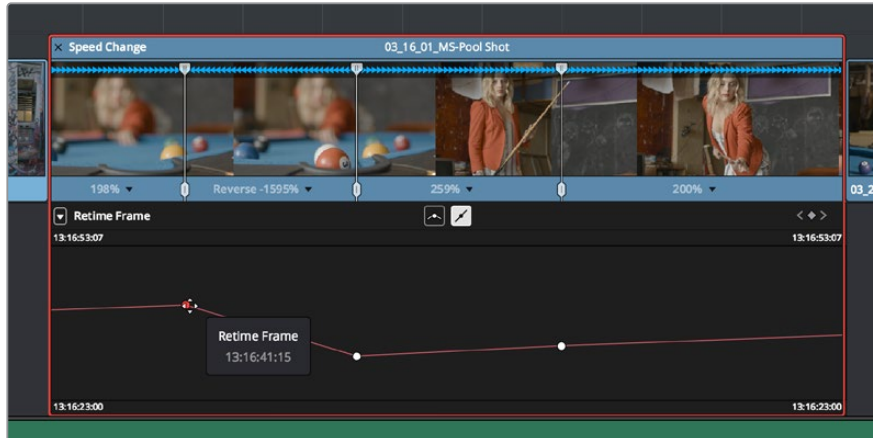 × Speed Change
03_16_01_MS-Pool Shot
198%
Reverse -1595%
259%
200%
03_2
Retime Frame
13:16:53:07
13:16:53:07
Retime Frame
13:16:41:15
13:16:23:00
13:16:23:00